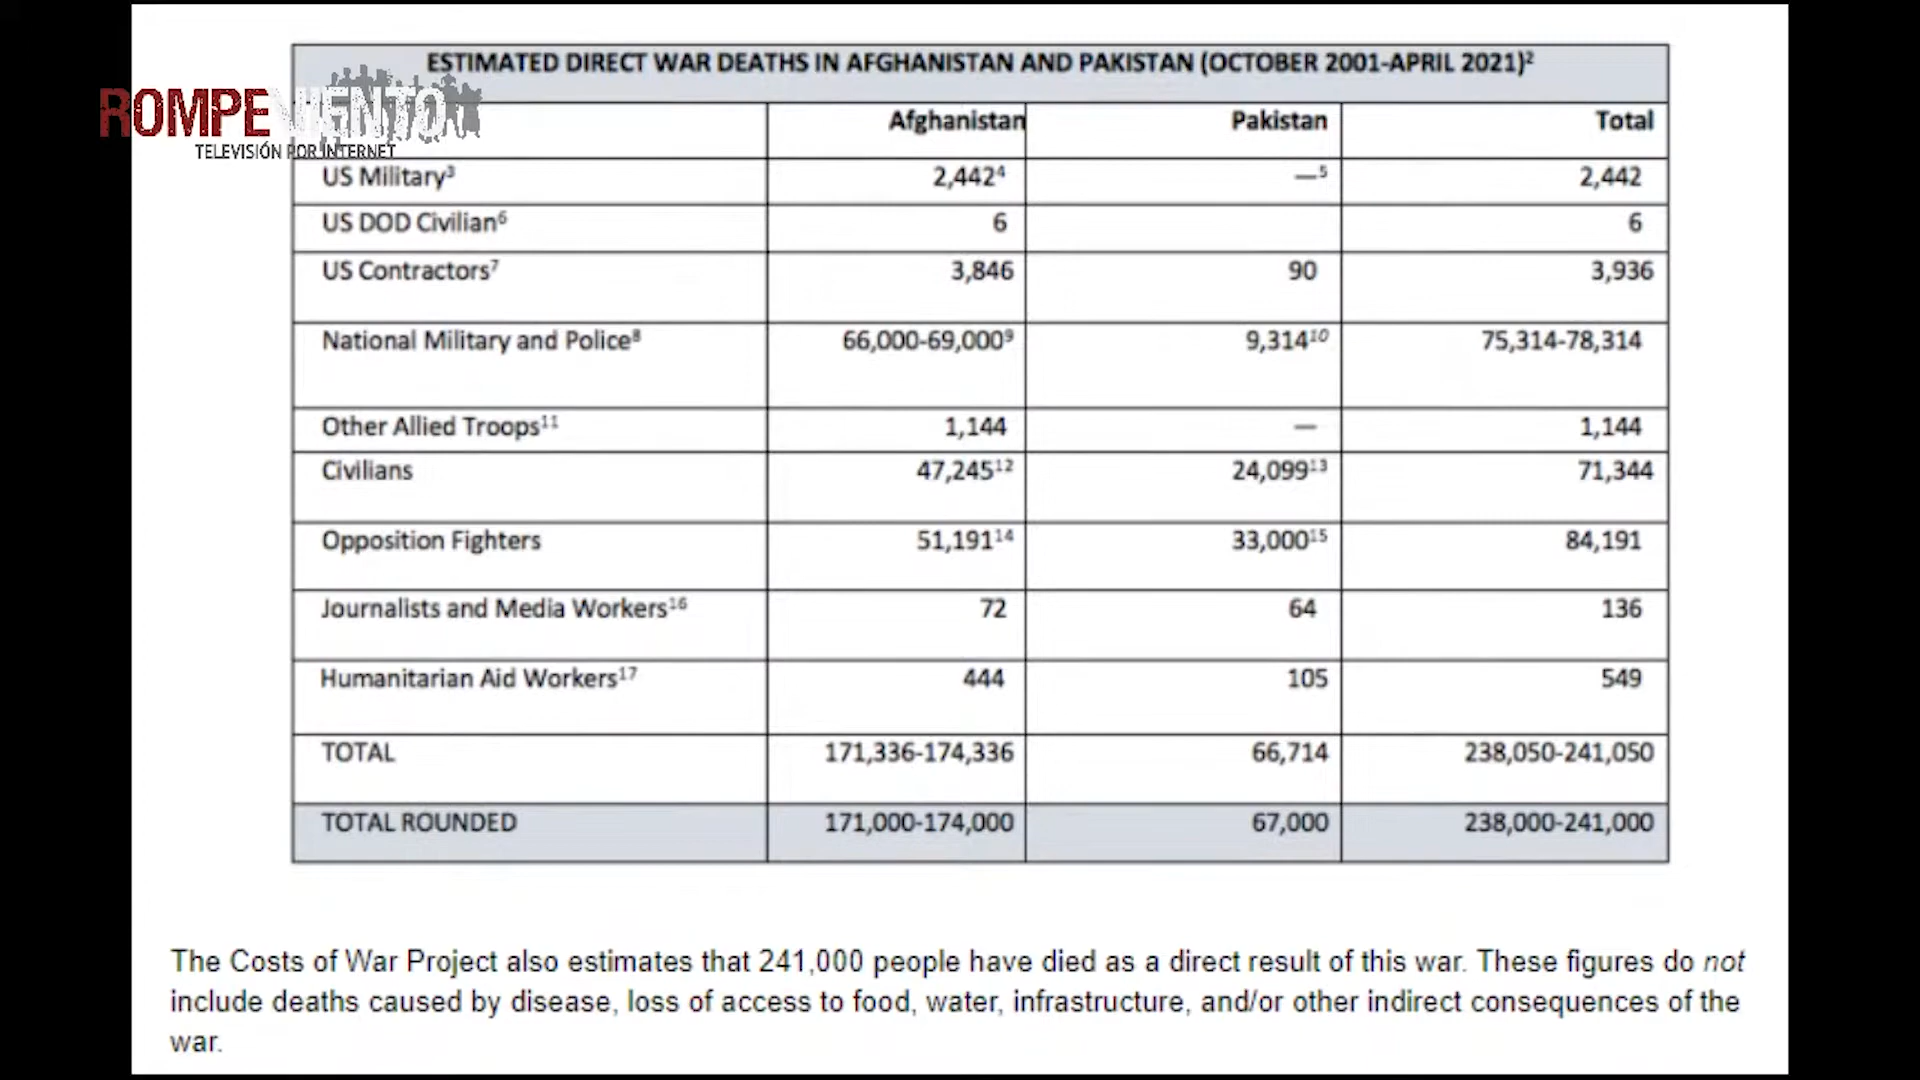 ESTIMATED DIRECT WAR DEATHS IN AFGHANISTAN AND PAKISTAN (OCTOBER 2001-APRIL 2021)²
ROMPEVIENTO
TELEVISIÓN POR INTERNET
Afghanistan Pakistan Total
US Military³ 2,442⁴ —⁵ 2,442
US DOD Civilian⁶ 6 6
US Contractors⁷ 3,846 90 3,936
National Military and Police⁸ 66,000-69,000⁹ 9,314¹⁰ 75,314-78,314
Other Allied Troops¹¹ 1,144 — 1,144
Civilians 47,245¹² 24,099¹³ 71,344
Opposition Fighters 51,191¹⁴ 33,000¹⁵ 84,191
Journalists and Media Workers¹⁶ 72 64 136
Humanitarian Aid Workers¹⁷ 444 105 549
TOTAL 171,336-174,336 66,714 238,050-241,050
TOTAL ROUNDED 171,000-174,000 67,000 238,000-241,000
The Costs of War Project also estimates that 241,000 people have died as a direct result of this war. These figures do not
include deaths caused by disease, loss of access to food, water, infrastructure, and/or other indirect consequences of the
war.